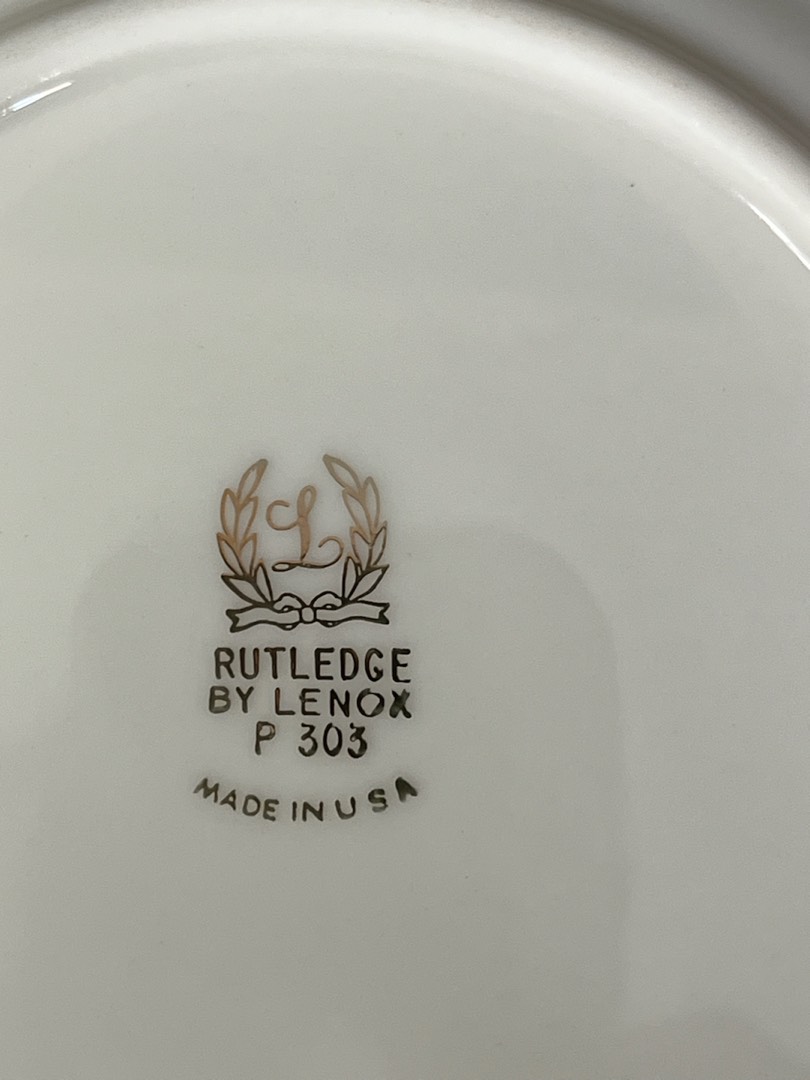 L
RUTLEDGE
BY LENOX
P 303
MADE IN USA